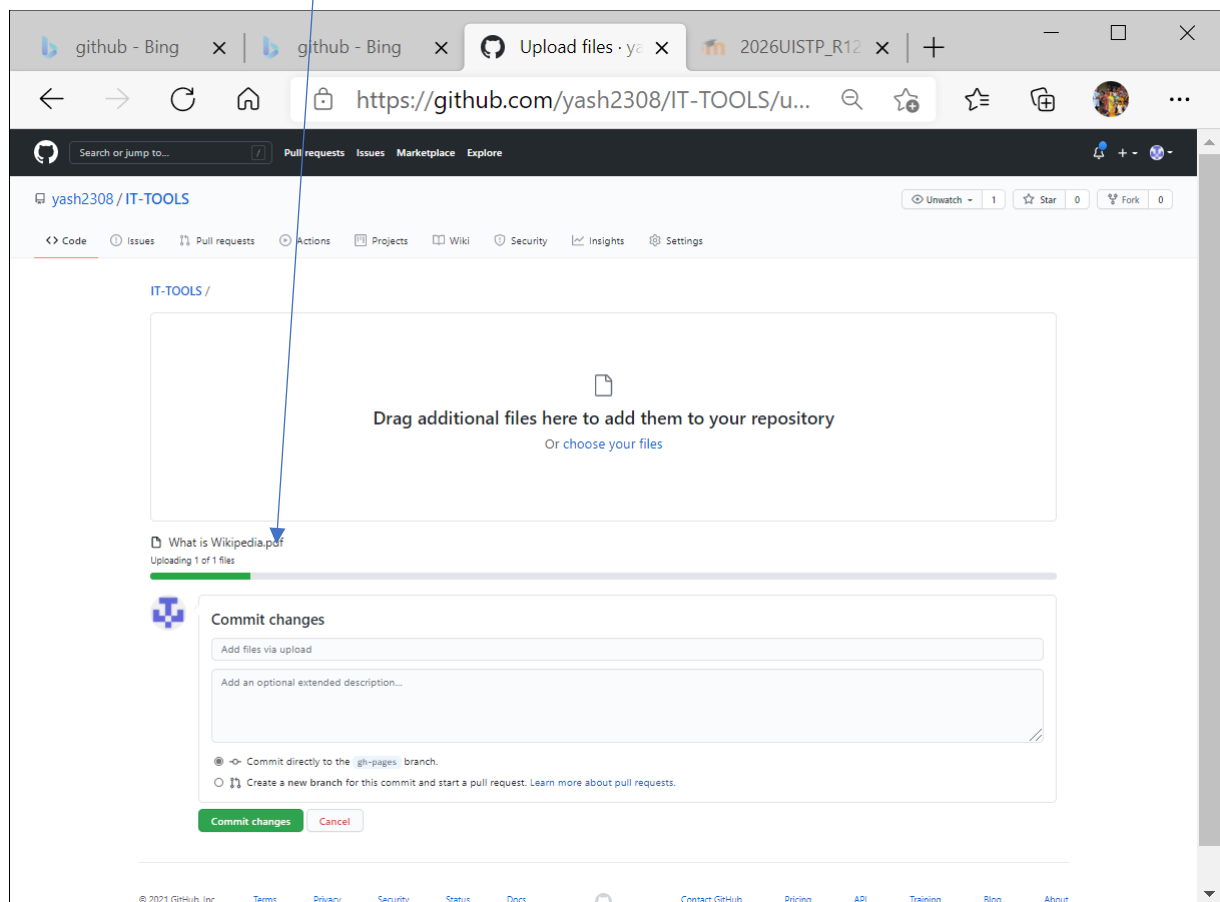 github - Bing
github - Bing
Upload files · ya
2026UISTP_R12
https://github.com/yash2308/IT-TOOLS/u...
Search or jump to... /
Pull requests Issues Marketplace Explore
yash2308 / IT-TOOLS
Unwatch 1 Star 0 Fork 0
Code Issues Pull requests Actions Projects Wiki Security Insights Settings
IT-TOOLS /
Drag additional files here to add them to your repository
Or choose your files
What is Wikipedia.pdf
Uploading 1 of 1 files
Commit changes
Add files via upload
Add an optional extended description...
Commit directly to the gh-pages branch.
Create a new branch for this commit and start a pull request. Learn more about pull requests.
Commit changes Cancel
© 2021 GitHub, Inc. Terms Privacy Security Status Docs Contact GitHub Pricing API Training Blog About